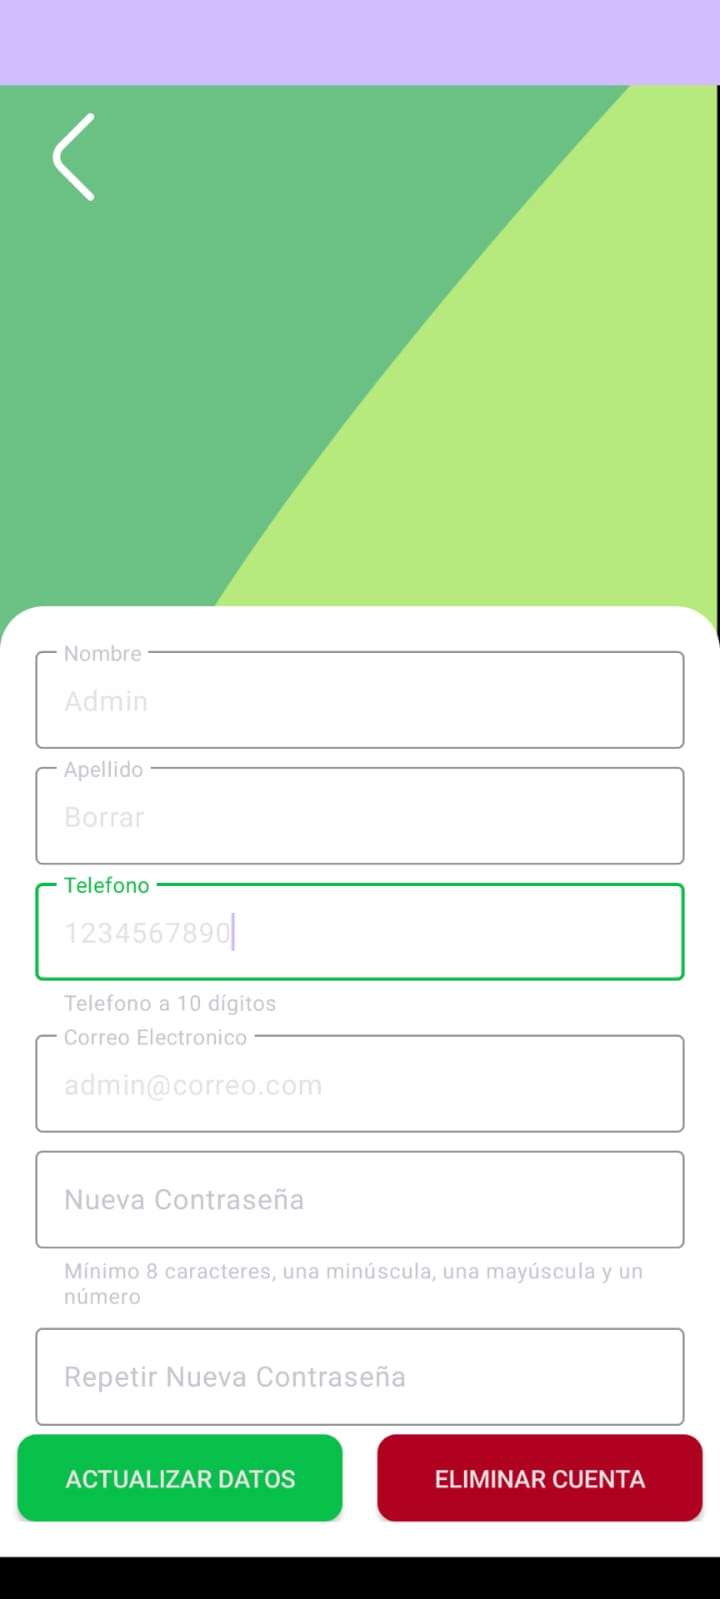 Nombre
Admin
Apellido
Borrar
Telefono
1234567890
Telefono a 10 dígitos
Correo Electronico
admin@correo.com
Nueva Contraseña
Mínimo 8 caracteres, una minúscula, una mayúscula y un
número
Repetir Nueva Contraseña
ACTUALIZAR DATOS
ELIMINAR CUENTA